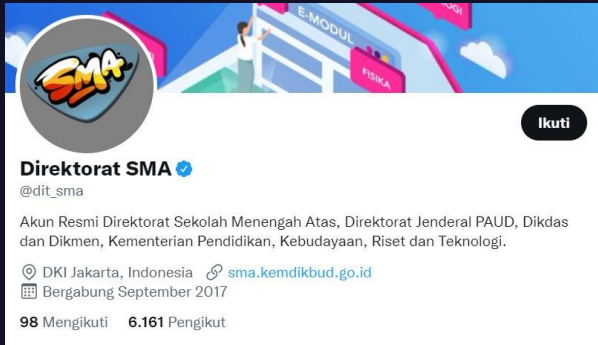 E-MODUL
OGI
FISIKA
SMA
Ikuti
Direktorat SMA
@dit_sma
Akun Resmi Direktorat Sekolah Menengah Atas, Direktorat Jenderal PAUD, Dikdas
dan Dikmen, Kementerian Pendidikan, Kebudayaan, Riset dan Teknologi.
DKI Jakarta, Indonesia sma.kemdikbud.go.id
Bergabung September 2017
98 Mengikuti 6.161 Pengikut